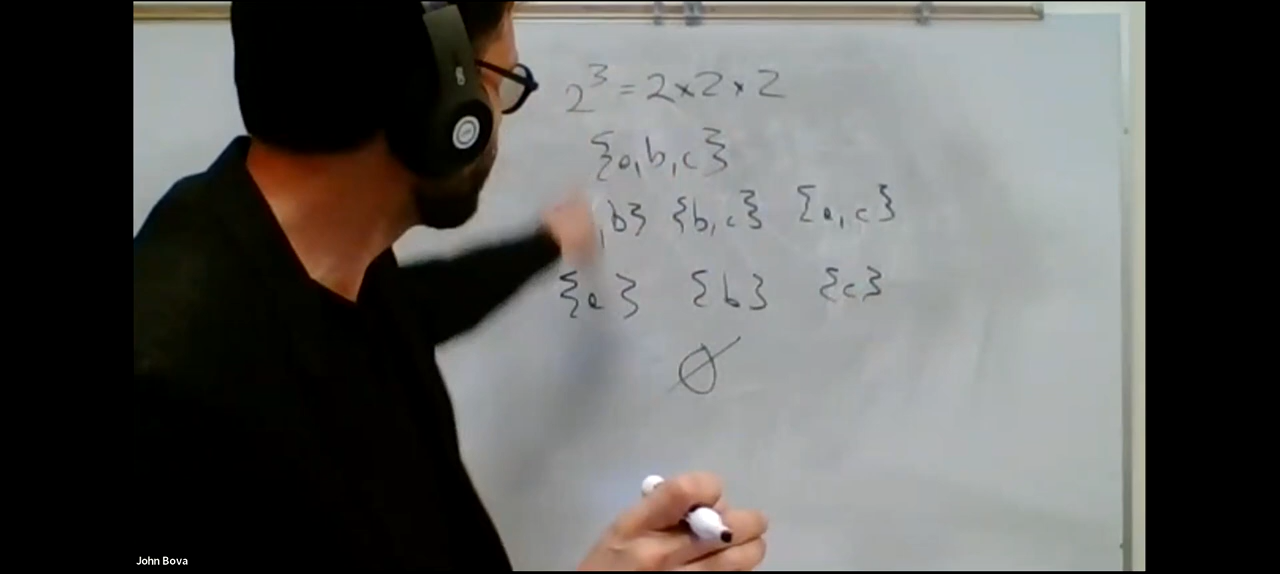 2³ = 2 × 2 × 2
{a,b,c}
,b} {b,c} {a,c}
{a} {b} {c}
∅
John Bova